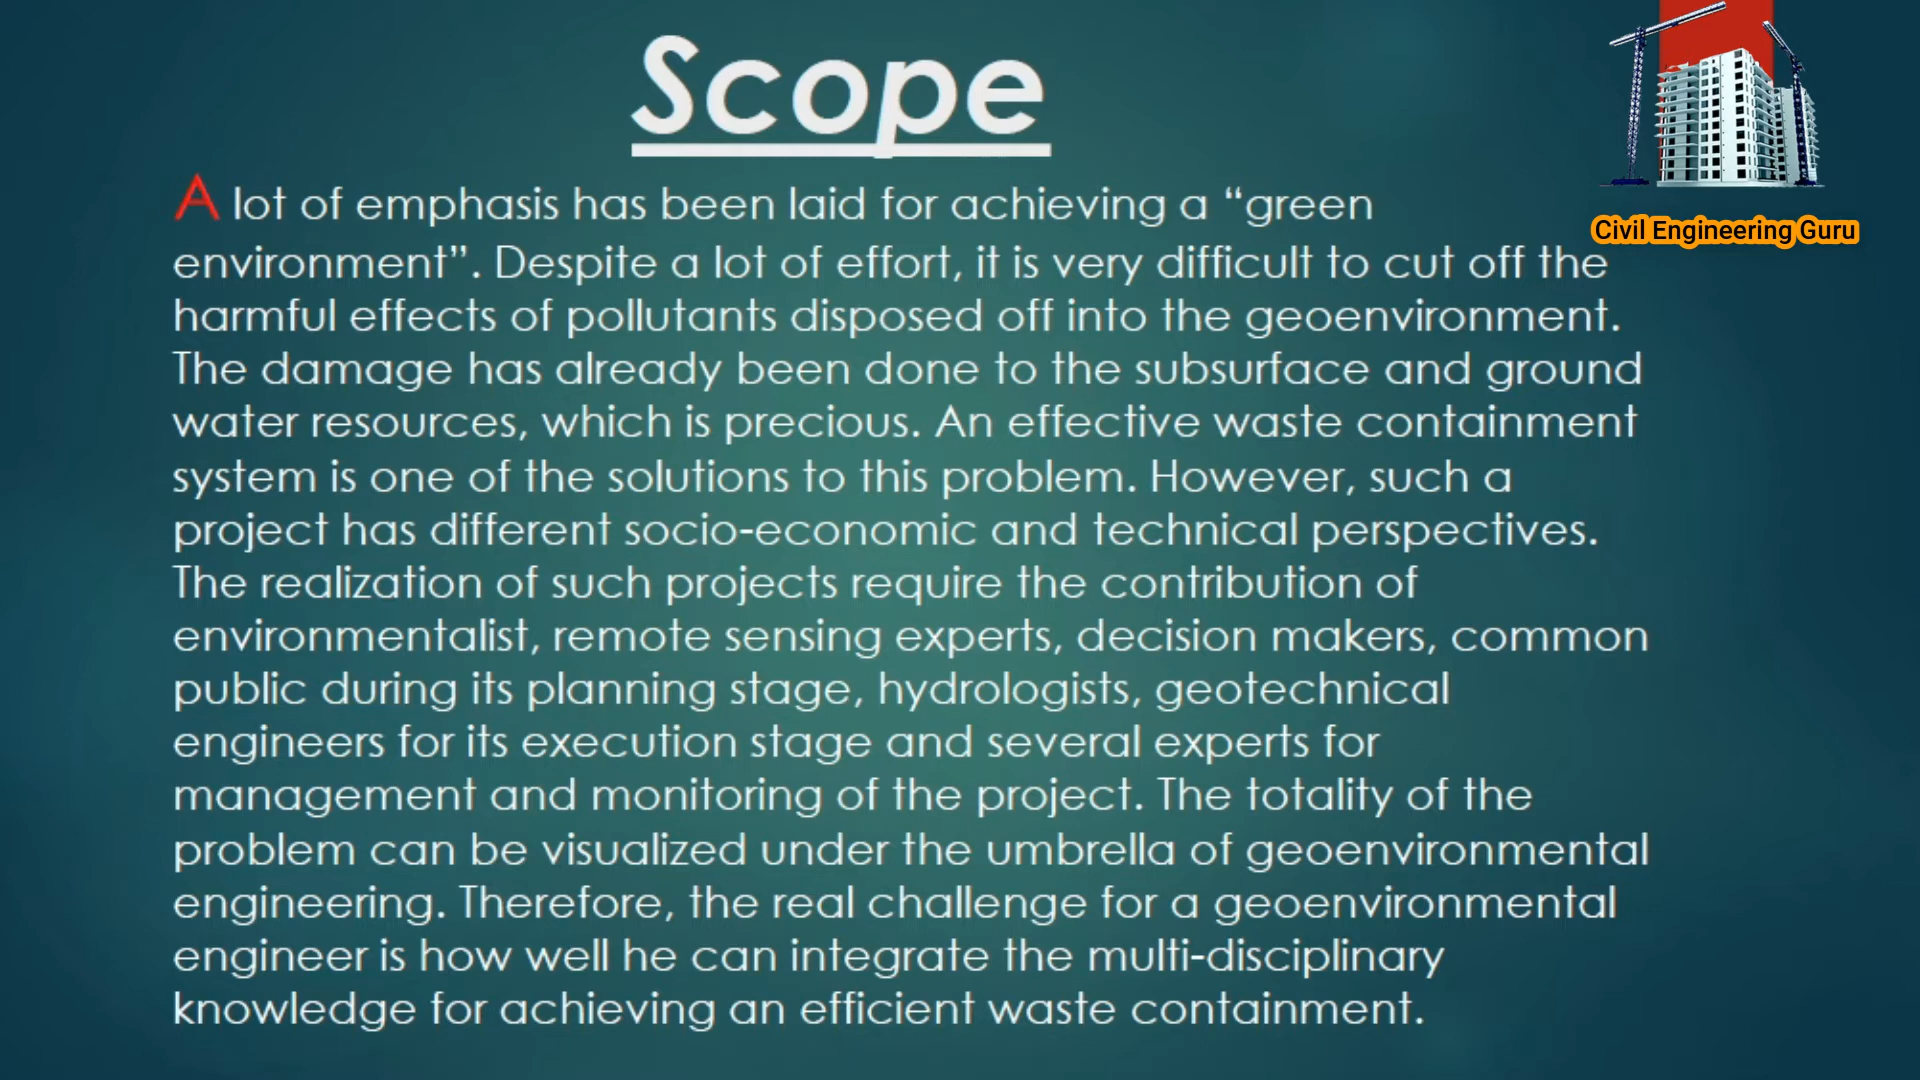 Scope
A lot of emphasis has been laid for achieving a “green
environment”. Despite a lot of effort, it is very difficult to cut off the
harmful effects of pollutants disposed off into the geoenvironment.
The damage has already been done to the subsurface and ground
water resources, which is precious. An effective waste containment
system is one of the solutions to this problem. However, such a
project has different socio-economic and technical perspectives.
The realization of such projects require the contribution of
environmentalist, remote sensing experts, decision makers, common
public during its planning stage, hydrologists, geotechnical
engineers for its execution stage and several experts for
management and monitoring of the project. The totality of the
problem can be visualized under the umbrella of geoenvironmental
engineering. Therefore, the real challenge for a geoenvironmental
engineer is how well he can integrate the multi-disciplinary
knowledge for achieving an efficient waste containment.
Civil Engineering Guru